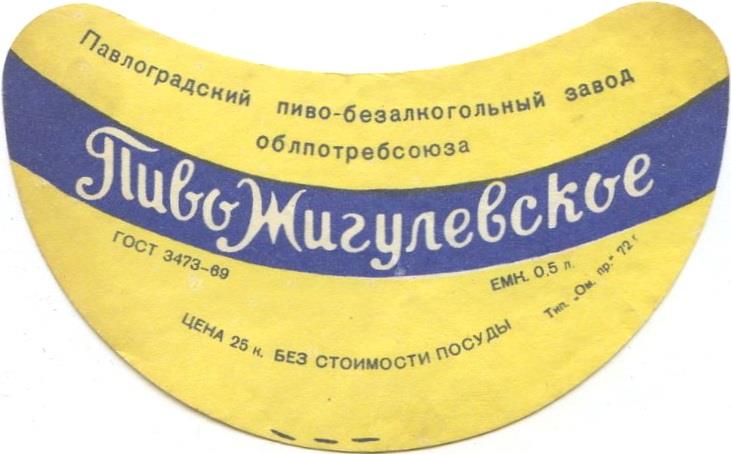 Павлоградский пиво-безалкогольный завод
облпотребсоюза
Пиво Жигулевское
ГОСТ 3473-69
ЕМК. 0,5 л.
ЦЕНА 25 к. БЕЗ СТОИМОСТИ ПОСУДЫ
Тип. „Ом. пр." 72 г